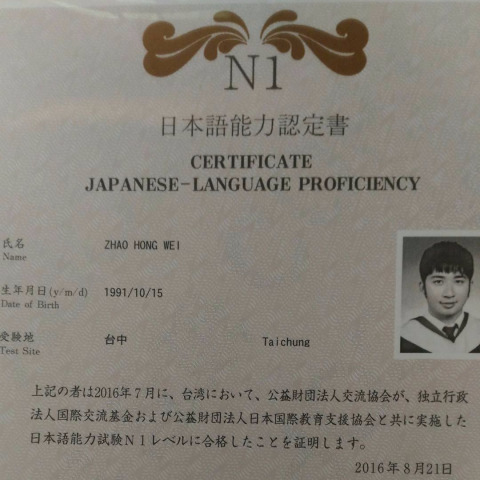 N1
日本語能力認定書
CERTIFICATE
JAPANESE-LANGUAGE PROFICIENCY
氏名 ZHAO HONG WEI
Name
生年月日(y/m/d) 1991/10/15
Date of Birth
受験地 台中 Taichung
Test Site
上記の者は2016年7月に、台湾において、公益財団法人交流協会が、独立行政
法人国際交流基金および公益財団法人日本国際教育支援協会と共に実施した
日本語能力試験N1レベルに合格したことを証明します。
2016年8月21日